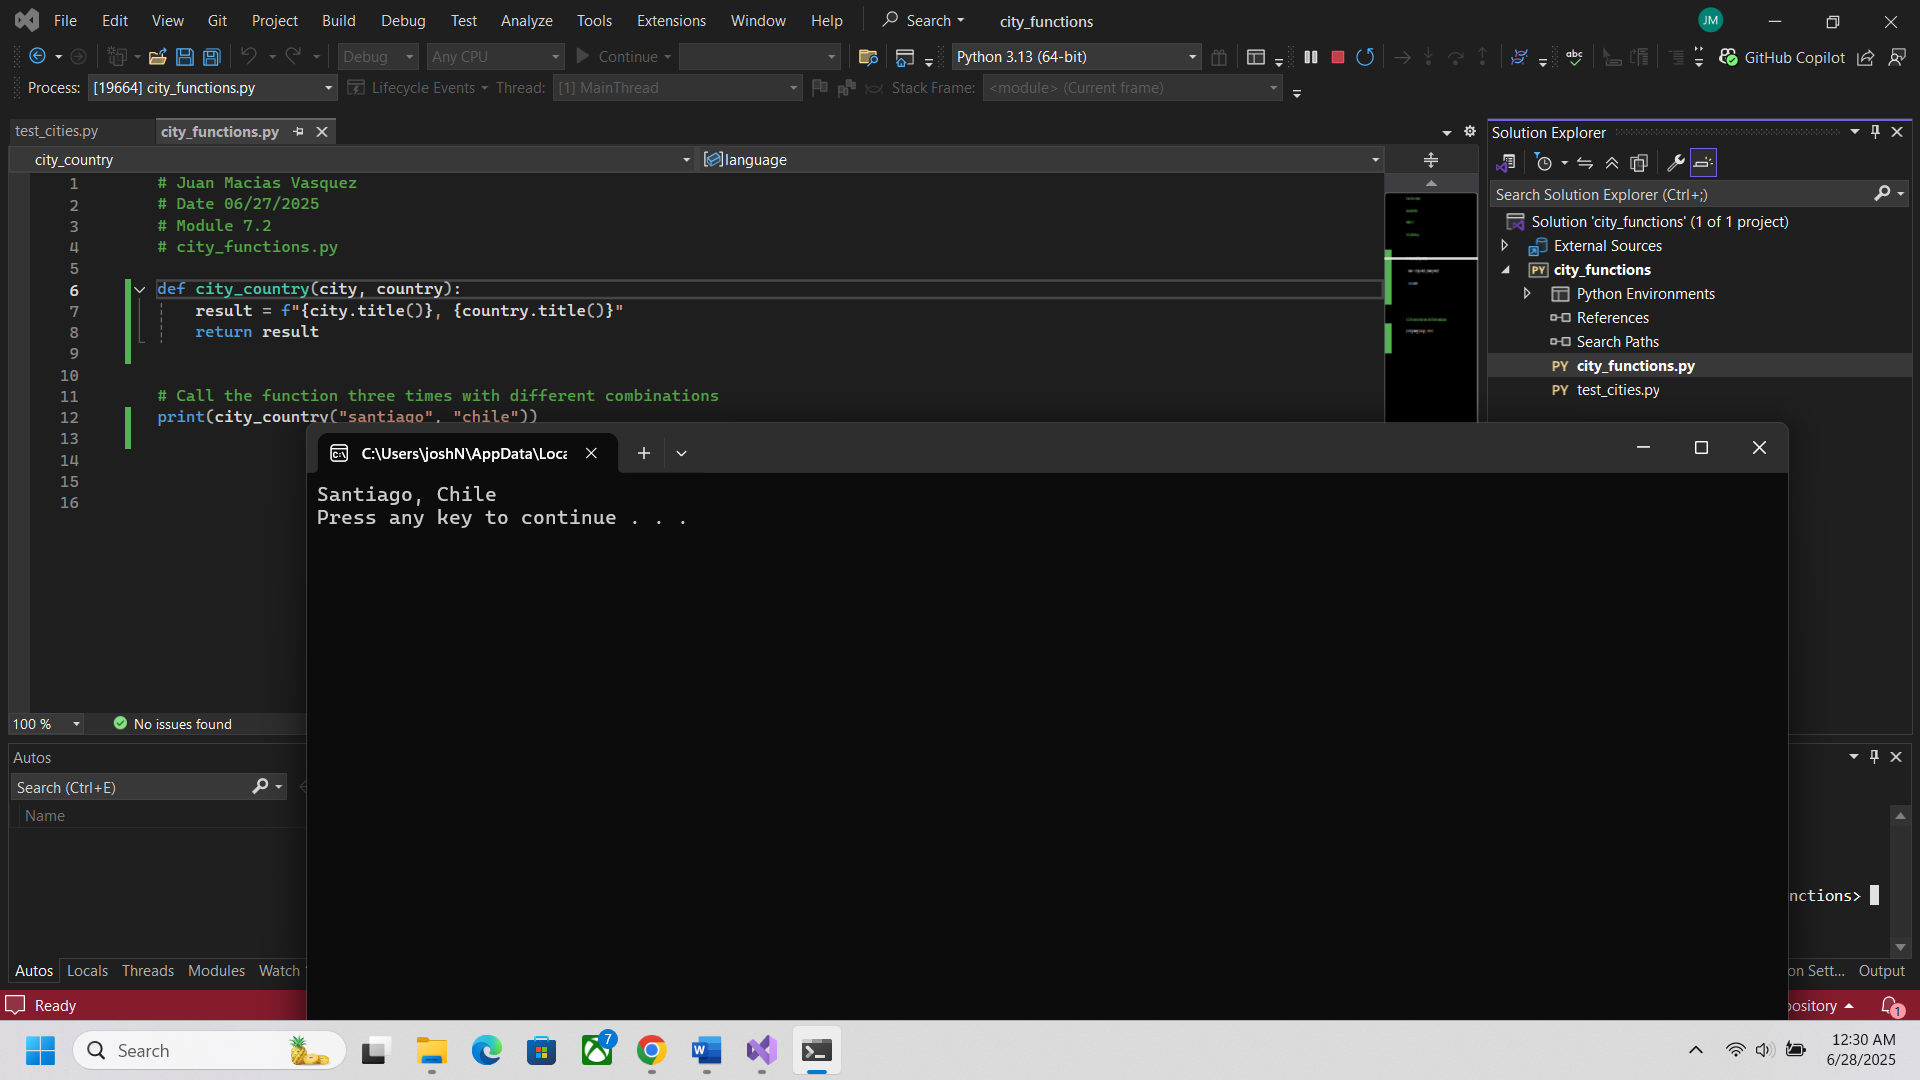 File Edit View Git Project Build Debug Test Analyze Tools Extensions Window Help Search city_functions JM
Debug Any CPU Continue Python 3.13 (64-bit) abc GitHub Copilot
Process: [19664] city_functions.py Lifecycle Events Thread: [1] MainThread Stack Frame: <module> (Current frame)
test_cities.py city_functions.py
city_country language
1 # Juan Macias Vasquez
2 # Date 06/27/2025
3 # Module 7.2
4 # city_functions.py
5
6 def city_country(city, country):
7 result = f"{city.title()}, {country.title()}"
8 return result
9
10
11 # Call the function three times with different combinations
12 print(city_country("santiago", "chile"))
13
14
15
16
100 % No issues found
Solution Explorer
Search Solution Explorer (Ctrl+;)
Solution 'city_functions' (1 of 1 project)
External Sources
PY city_functions
Python Environments
References
Search Paths
PY city_functions.py
PY test_cities.py
C:\Users\joshN\AppData\Loca
Santiago, Chile
Press any key to continue . . .
Autos
Search (Ctrl+E)
Name
Autos Locals Threads Modules Watch
nctions>
on Sett... Output
Ready
pository 1
Search
7
12:30 AM
6/28/2025